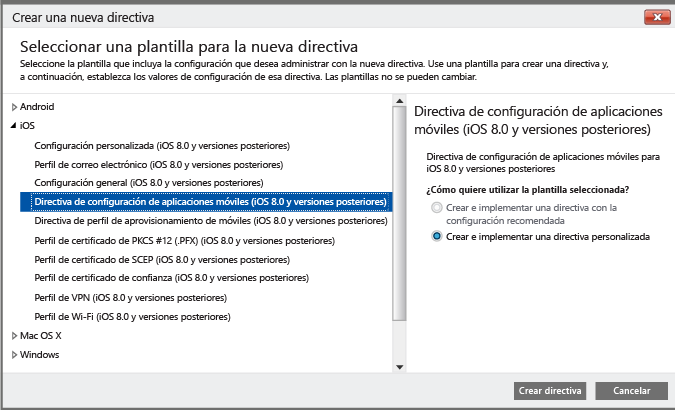 Crear una nueva directiva
Seleccionar una plantilla para la nueva directiva
Seleccione la plantilla que incluya la configuración que desea administrar con la nueva directiva. Use una plantilla para crear una directiva y,
a continuación, establezca los valores de configuración de esa directiva. Las plantillas no se pueden cambiar.
Android
iOS
Configuración personalizada (iOS 8.0 y versiones posteriores)
Perfil de correo electrónico (iOS 8.0 y versiones posteriores)
Configuración general (iOS 8.0 y versiones posteriores)
Directiva de configuración de aplicaciones móviles (iOS 8.0 y versiones posteriores)
Directiva de perfil de aprovisionamiento de móviles (iOS 8.0 y versiones posteriores)
Perfil de certificado de PKCS #12 (.PFX) (iOS 8.0 y versiones posteriores)
Perfil de certificado de SCEP (iOS 8.0 y versiones posteriores)
Perfil de certificado de confianza (iOS 8.0 y versiones posteriores)
Perfil de VPN (iOS 8.0 y versiones posteriores)
Perfil de Wi-Fi (iOS 8.0 y versiones posteriores)
Mac OS X
Windows
Directiva de configuración de aplicaciones
móviles (iOS 8.0 y versiones posteriores)
Directiva de configuración de aplicaciones móviles para
iOS 8.0 y versiones posteriores
¿Cómo quiere utilizar la plantilla seleccionada?
Crear e implementar una directiva con la
configuración recomendada
Crear e implementar una directiva personalizada
Crear directiva
Cancelar